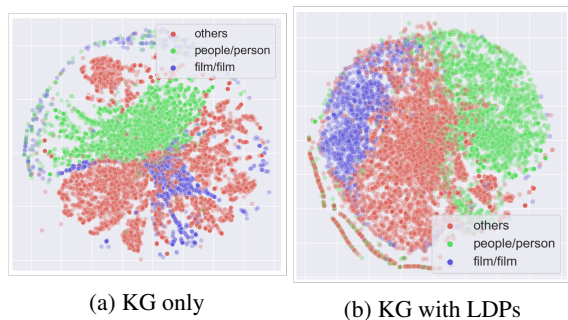 others
people/person
film/film
others
people/person
film/film
(a) KG only
(b) KG with LDPs